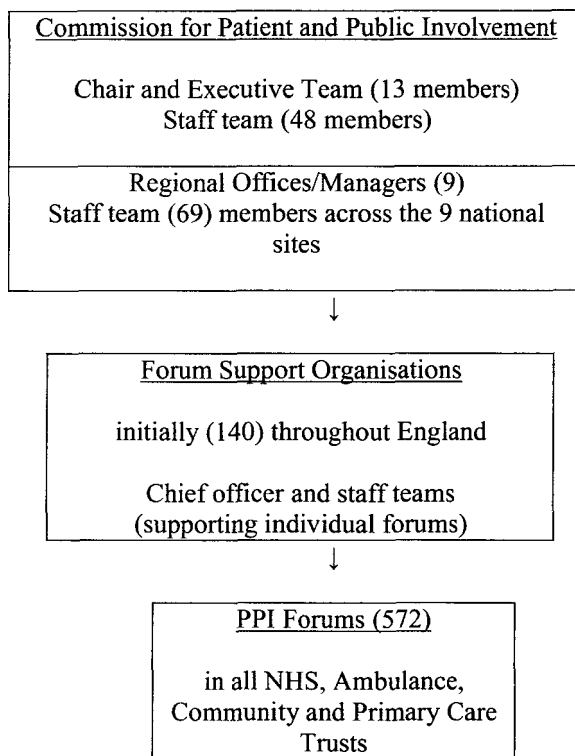 Commission for Patient and Public Involvement
Chair and Executive Team (13 members)
Staff team (48 members)
Regional Offices/Managers (9)
Staff team (69) members across the 9 national
sites
↓
Forum Support Organisations
initially (140) throughout England
Chief officer and staff teams
(supporting individual forums)
↓
PPI Forums (572)
in all NHS, Ambulance,
Community and Primary Care
Trusts